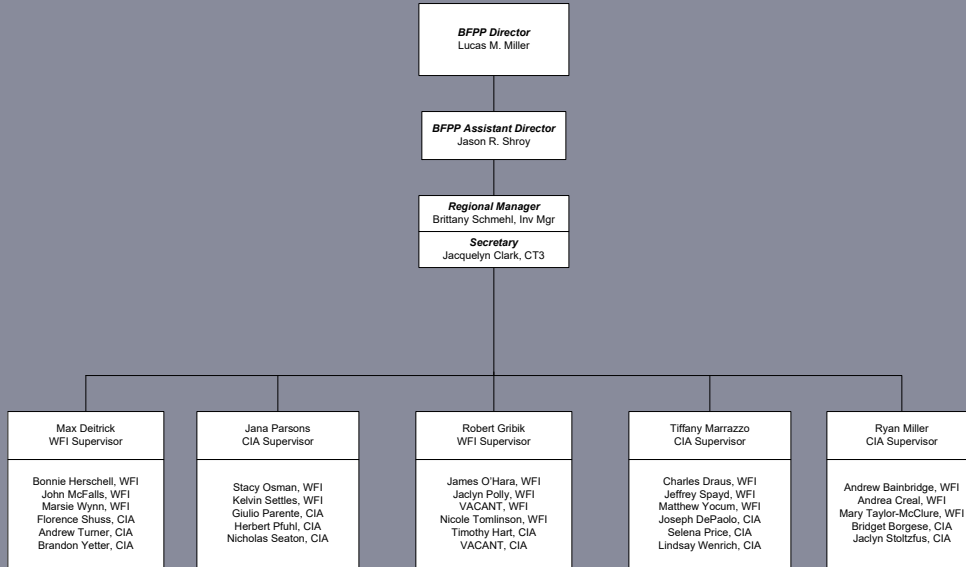 BFPP Director
Lucas M. Miller
BFPP Assistant Director
Jason R. Shroy
Regional Manager
Brittany Schmehl, Inv Mgr
Secretary
Jacquelyn Clark, CT3
Max Deitrick
WFI Supervisor
Bonnie Herschell, WFI
John McFalls, WFI
Marsie Wynn, WFI
Florence Shuss, CIA
Andrew Turner, CIA
Brandon Yetter, CIA
Jana Parsons
CIA Supervisor
Stacy Osman, WFI
Kelvin Settles, WFI
Giulio Parente, CIA
Herbert Pfuhl, CIA
Nicholas Seaton, CIA
Robert Gribik
WFI Supervisor
James O’Hara, WFI
Jaclyn Polly, WFI
VACANT, WFI
Nicole Tomlinson, WFI
Timothy Hart, CIA
VACANT, CIA
Tiffany Marrazzo
CIA Supervisor
Charles Draus, WFI
Jeffrey Spayd, WFI
Matthew Yocum, WFI
Joseph DePaolo, CIA
Selena Price, CIA
Lindsay Wenrich, CIA
Ryan Miller
CIA Supervisor
Andrew Bainbridge, WFI
Andrea Creal, WFI
Mary Taylor-McClure, WFI
Bridget Borgese, CIA
Jaclyn Stoltzfus, CIA